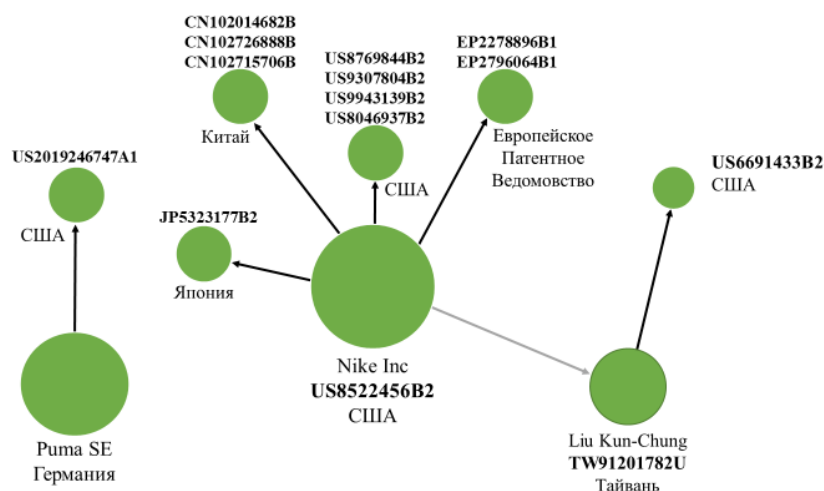 CN102014682B
CN102726888B
CN102715706B
Китай
US8769844B2
US9307804B2
US9943139B2
US8046937B2
США
EP2278896B1
EP2796064B1
Европейское
Патентное
Ведомовство
US2019246747A1
США
US6691433B2
США
JP5323177B2
Япония
Nike Inc
US8522456B2
США
Puma SE
Германия
Liu Kun-Chung
TW91201782U
Тайвань